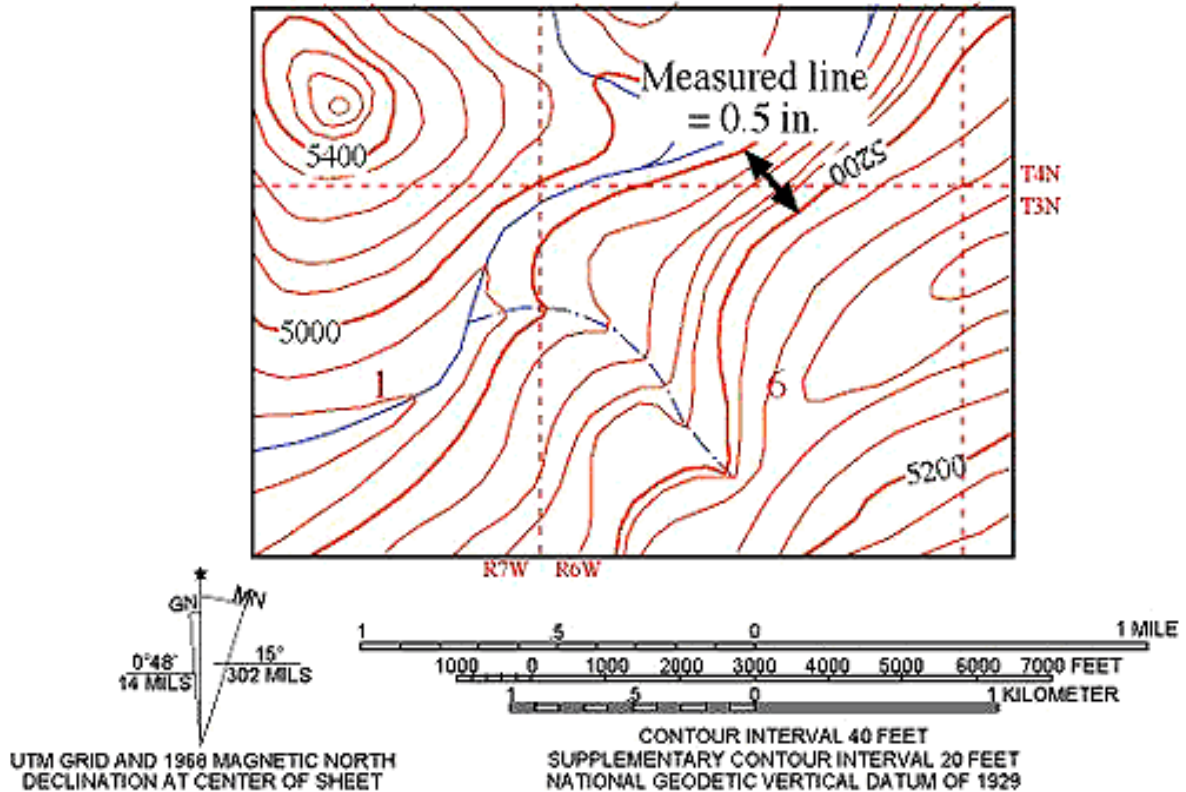 Measured line
= 0.5 in.
5400
5200
T4N
T3N
5000
1
6
5200
R7W R6W
GN
MN
0°48'
14 MILS
15°
302 MILS
1 .5 0 1 MILE
1000 0 1000 2000 3000 4000 5000 6000 7000 FEET
1 .5 0 1 KILOMETER
CONTOUR INTERVAL 40 FEET
SUPPLEMENTARY CONTOUR INTERVAL 20 FEET
NATIONAL GEODETIC VERTICAL DATUM OF 1929
UTM GRID AND 1966 MAGNETIC NORTH
DECLINATION AT CENTER OF SHEET